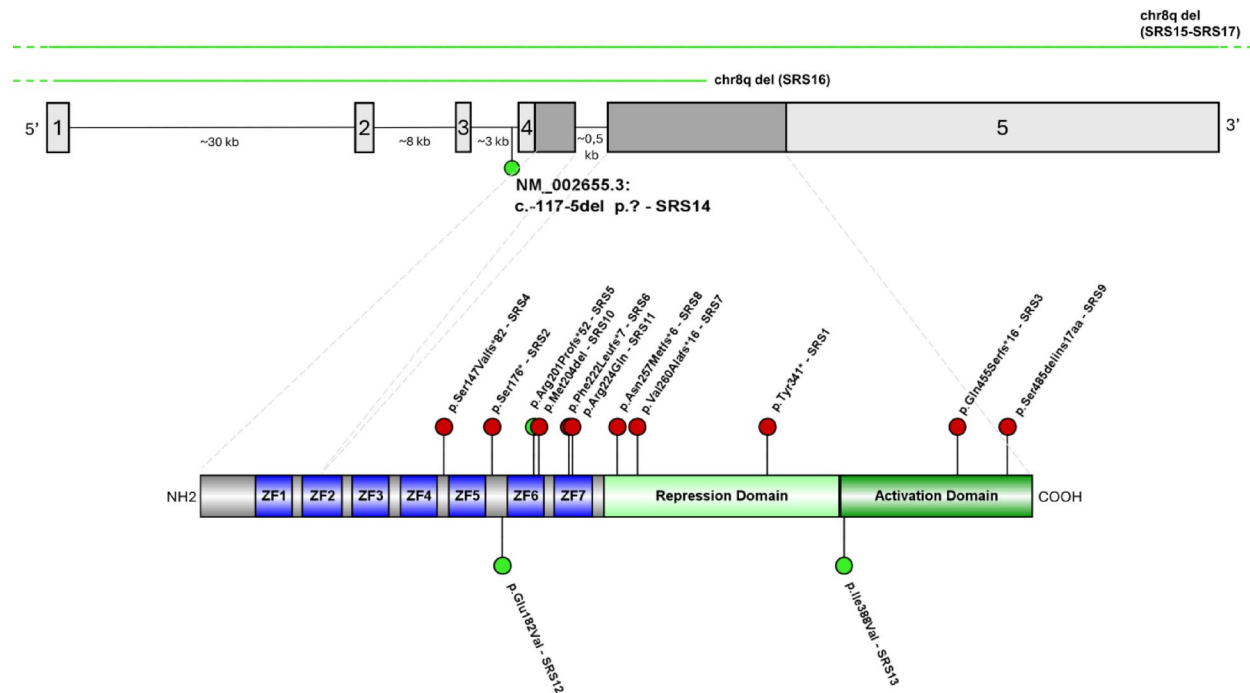 chr8q del
(SRS15-SRS17)
chr8q del (SRS16)
5’
1
~30 kb
2
~8 kb
3
~3 kb
4
~0,5
kb
5
3’
NM_002655.3:
c.-117-5del p.? - SRS14
p.Ser147Valfs*82 - SRS4
p.Ser176* - SRS2
p.Arg201Profs*52 - SRS5
p.Met204del - SRS10
p.Phe222Leufs*7 - SRS6
p.Arg224Gln - SRS11
p.Asn257Metfs*6 - SRS8
p.Val260Alafs*16 - SRS7
p.Tyr341* - SRS1
p.Gln455Serfs*16 - SRS3
p.Ser485delins17aa - SRS9
NH2
ZF1
ZF2
ZF3
ZF4
ZF5
ZF6
ZF7
Repression Domain
Activation Domain
COOH
p.Glu182Val - SRS12
p.Ile388Val - SRS13